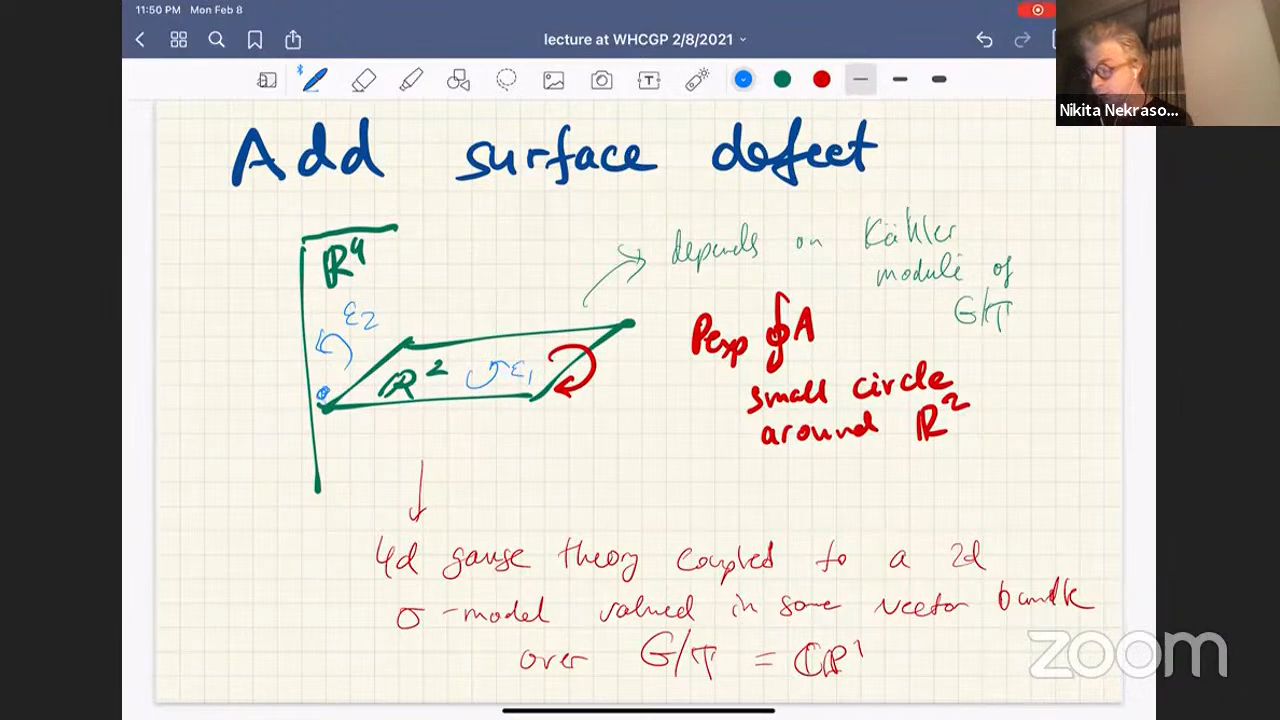 11:50 PM Mon Feb 8
lecture at WHCGP 2/8/2021
Nikita Nekraso...
Add surface defect
ℝ⁴
ε₂
ℝ²
ε₁
depends on Kähler
moduli of
G/T
Pexp ∮A
small circle
around ℝ²
4d gauge theory coupled to a 2d
σ-model valued in some vector bundle
over G/T = ℂℙ¹
zoom